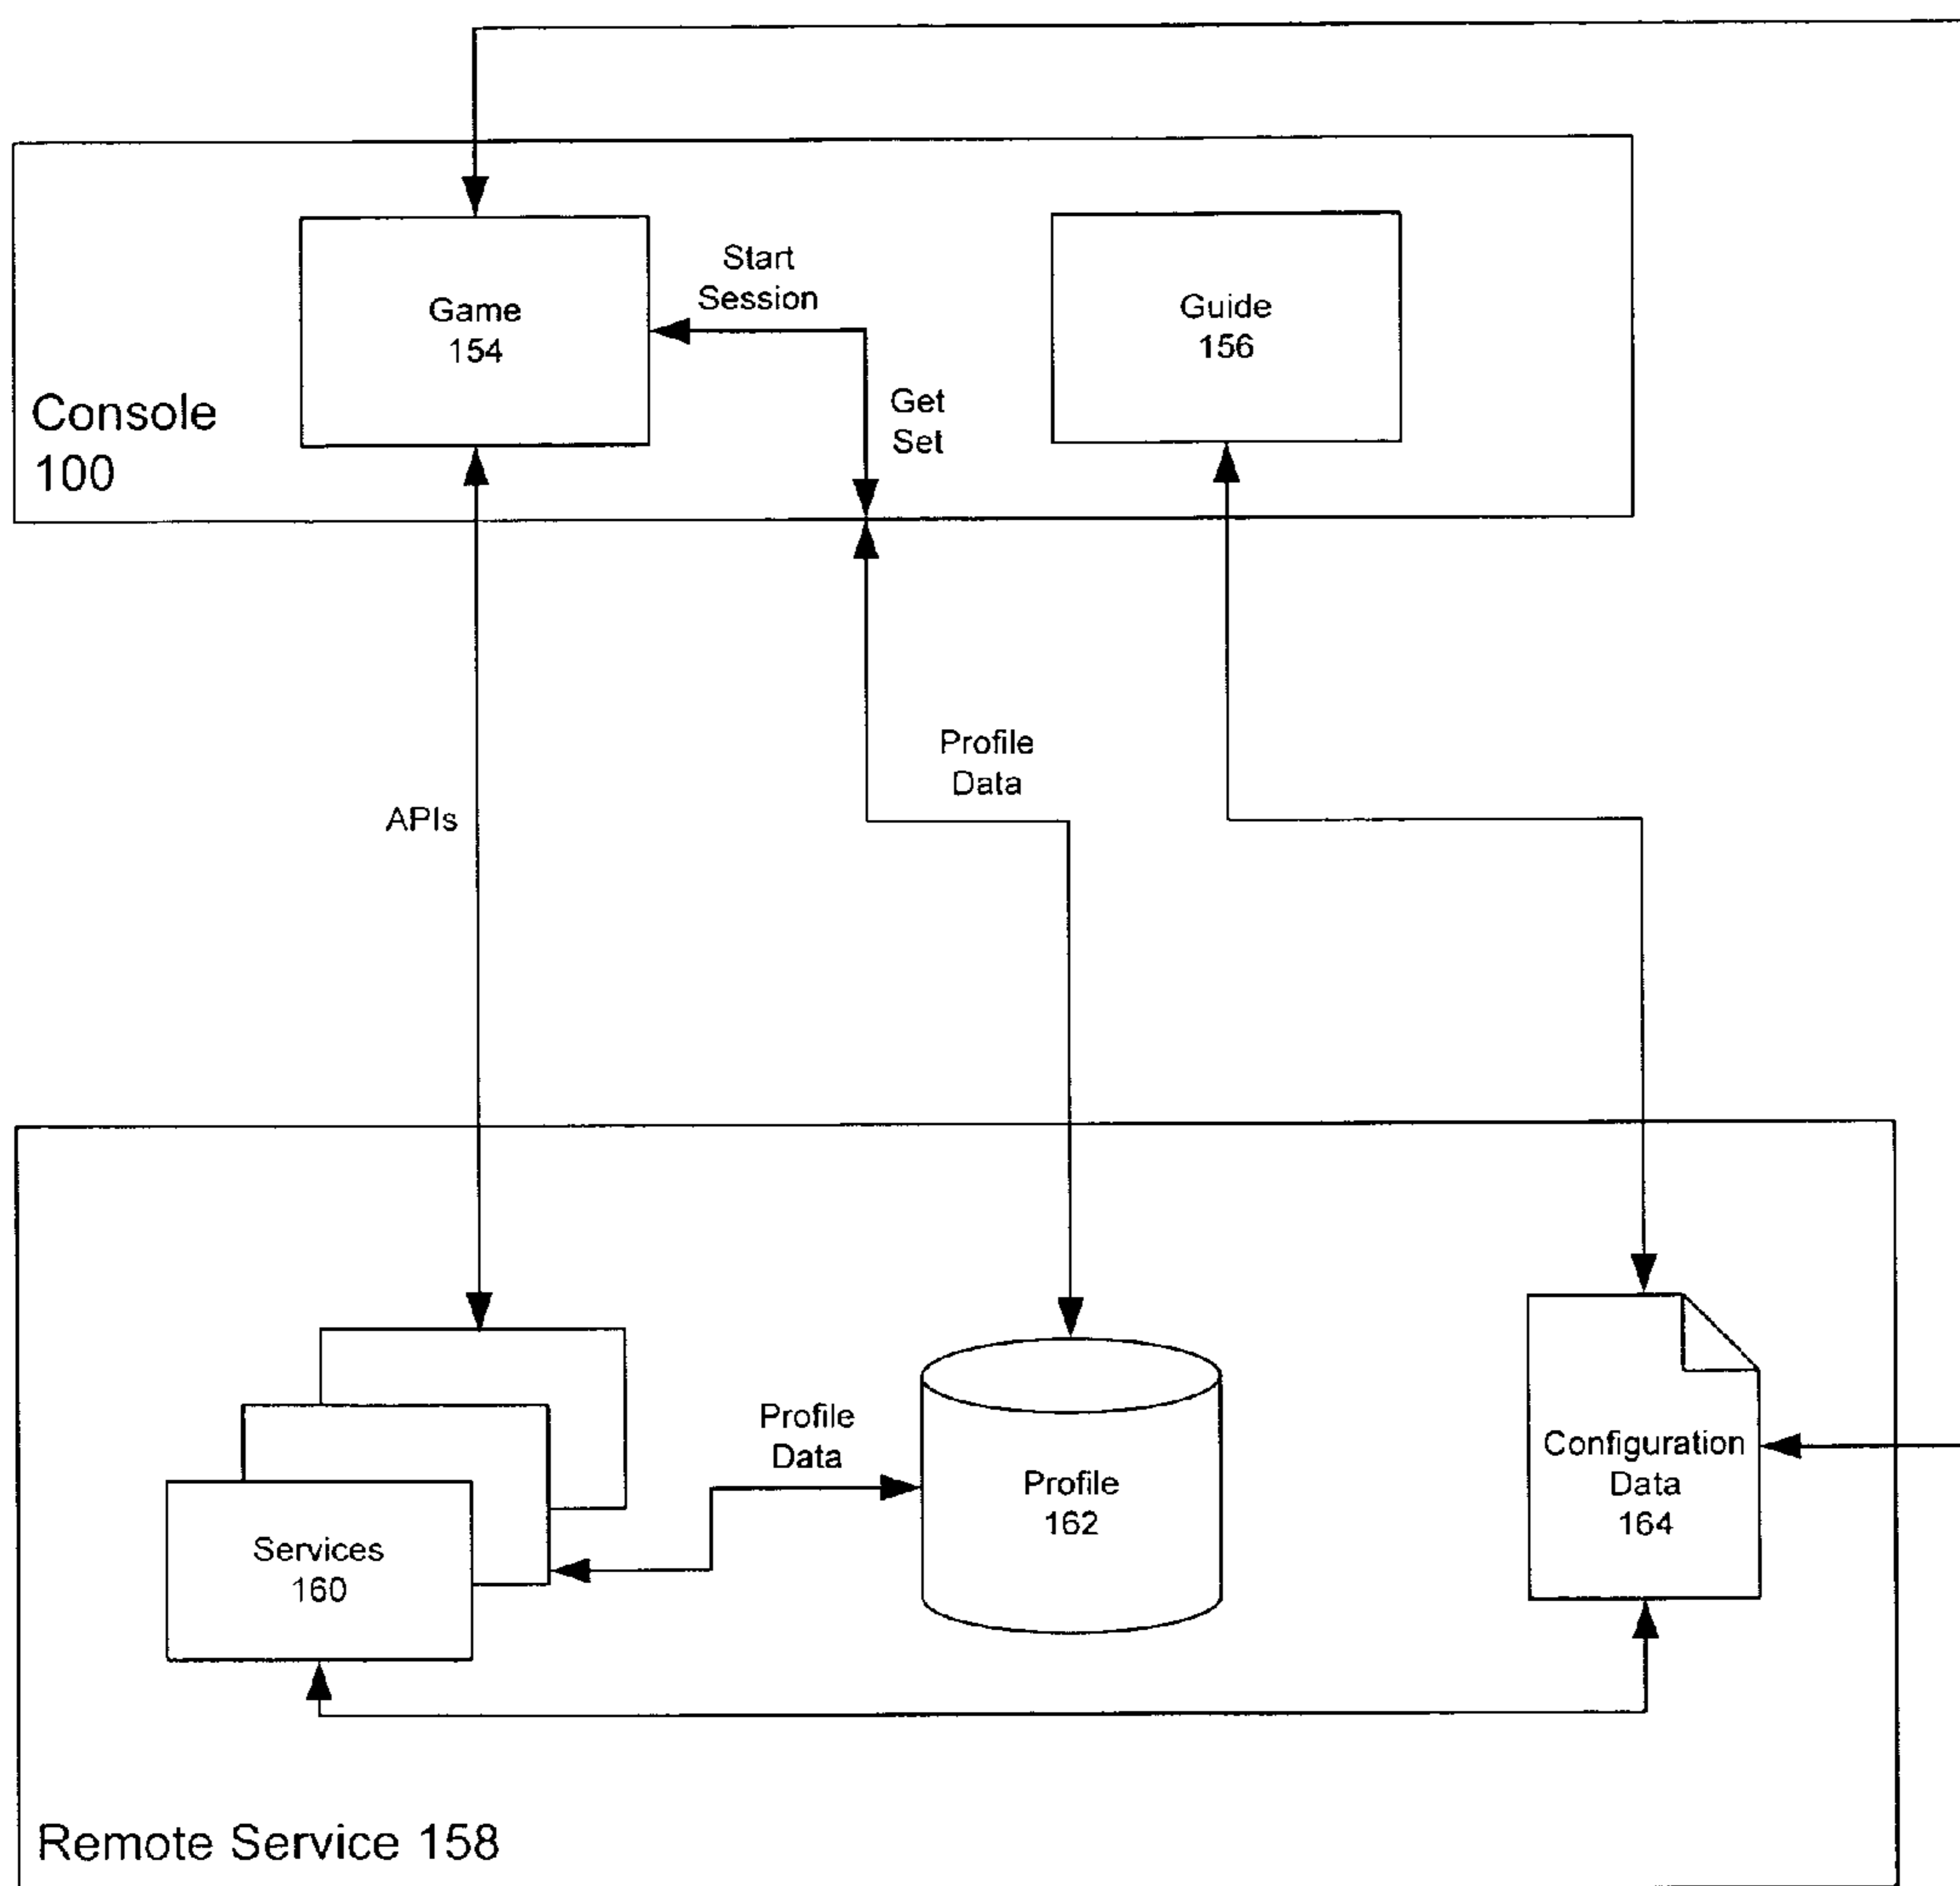 Start
Session
Game
154
Guide
156
Get
Set
Console
100
Profile
Data
APIs
Profile
Data
Configuration
Data
164
Profile
162
Services
160
Remote Service 158